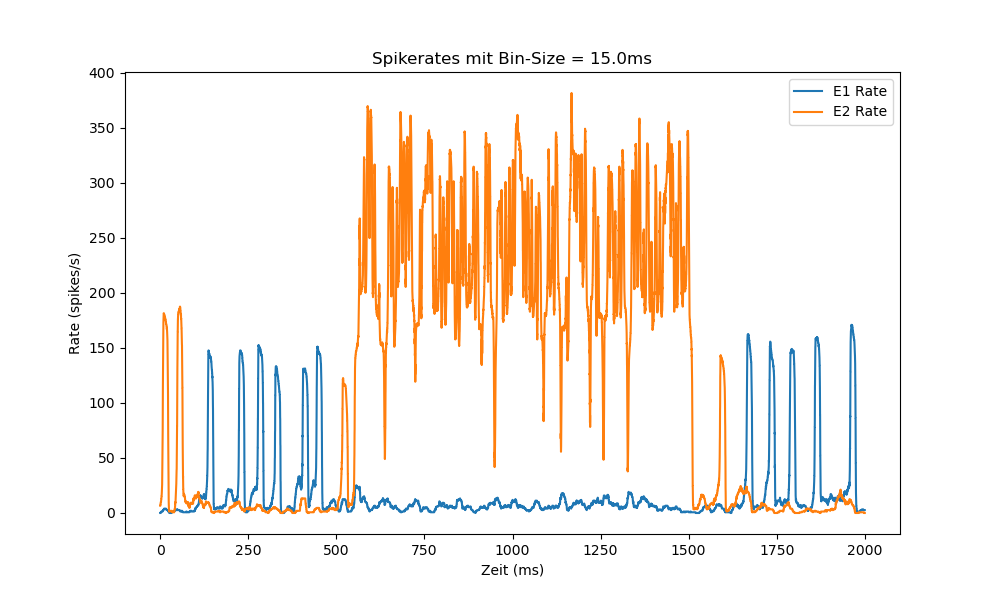 Spikerates mit Bin-Size = 15.0ms
E1 Rate
E2 Rate
Rate (spikes/s)
400
350
300
250
200
150
100
50
0
0 250 500 750 1000 1250 1500 1750 2000
Zeit (ms)